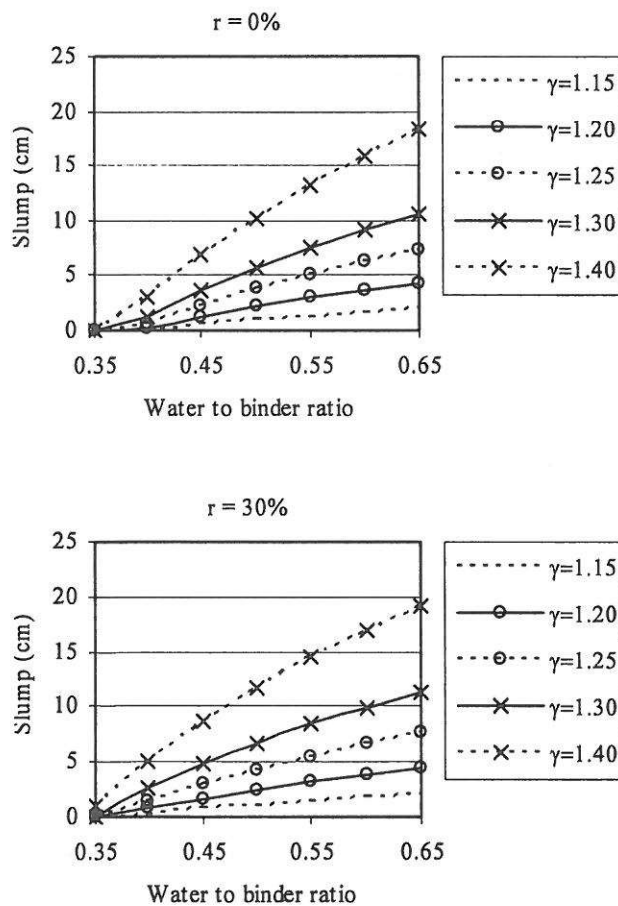 r = 0%
25
20
15
10
5
0
Slump (cm)
0.35 0.45 0.55 0.65
Water to binder ratio
γ=1.15
γ=1.20
γ=1.25
γ=1.30
γ=1.40
r = 30%
25
20
15
10
5
0
Slump (cm)
0.35 0.45 0.55 0.65
Water to binder ratio
γ=1.15
γ=1.20
γ=1.25
γ=1.30
γ=1.40